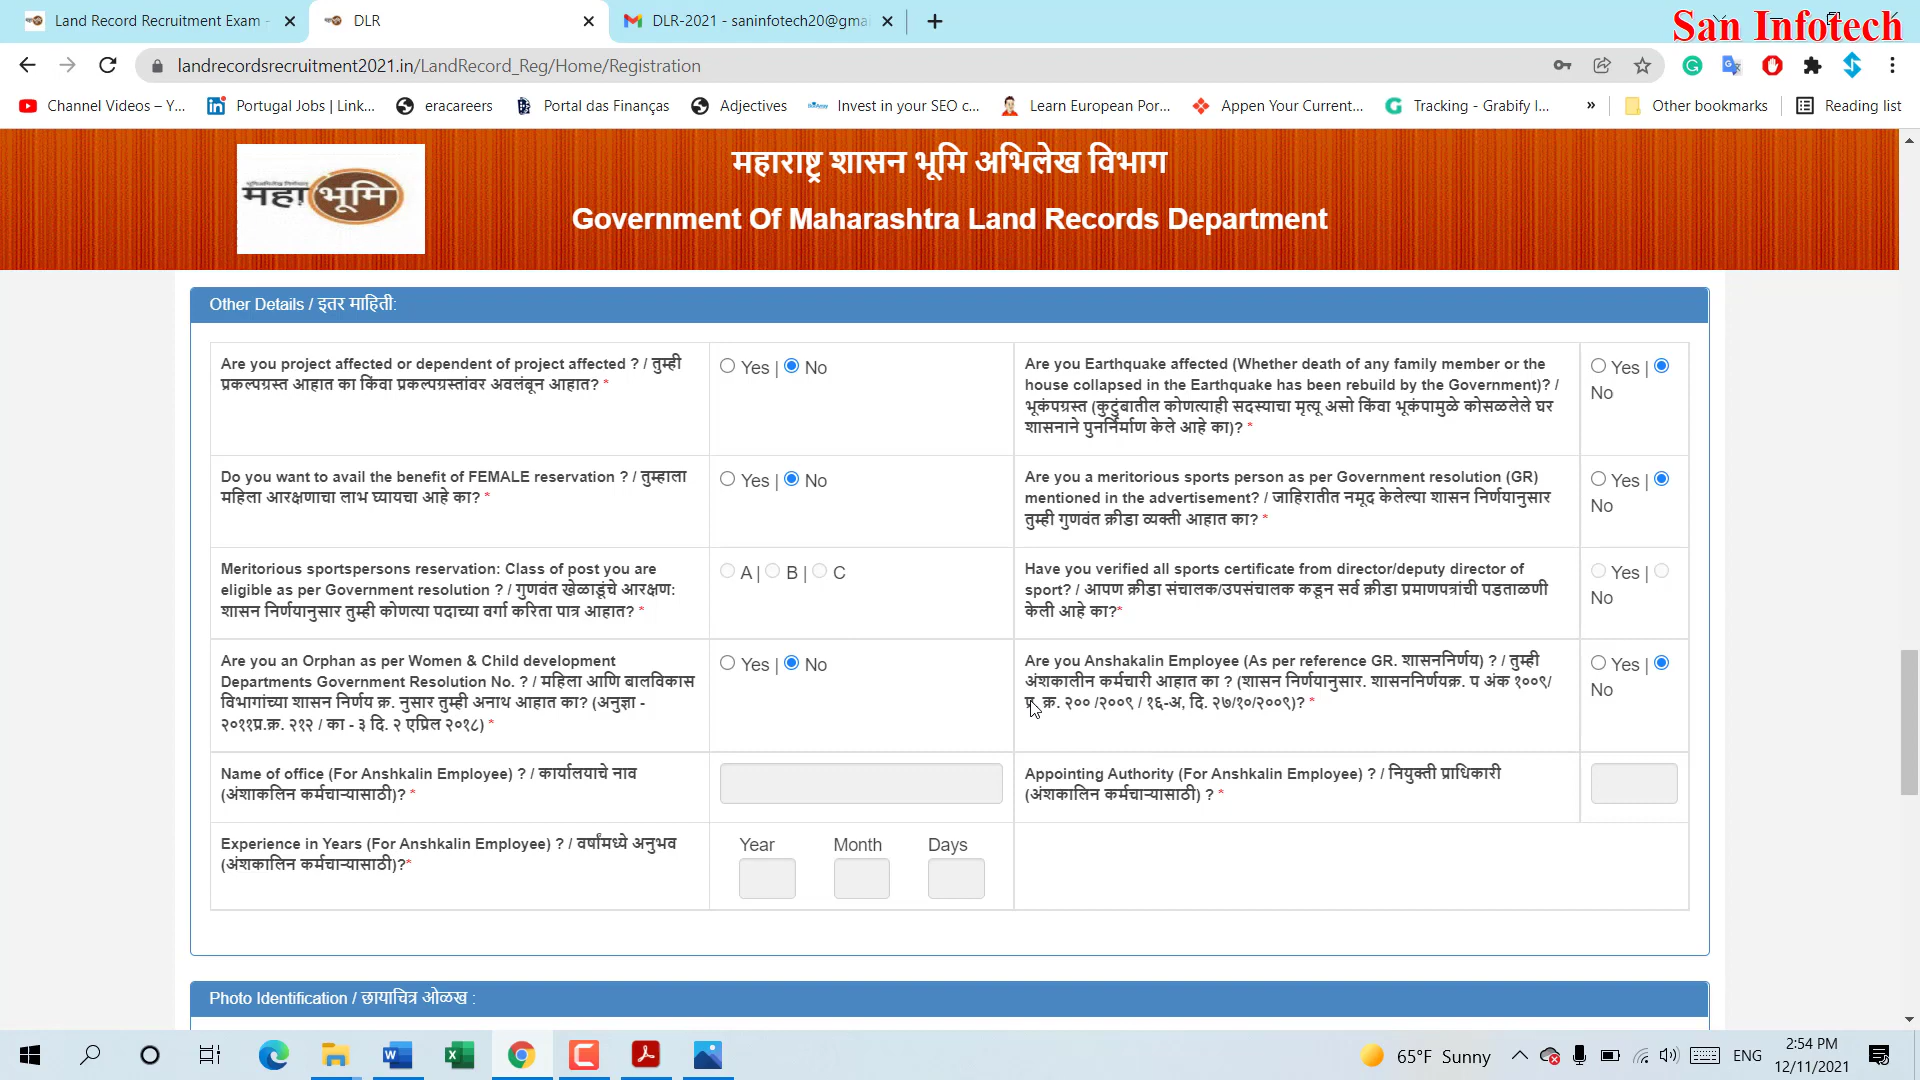 Land Record Recruitment Exam -
DLR
DLR-2021 - saninfotech20@gma
San Infotech
landrecordsrecruitment2021.in/LandRecord_Reg/Home/Registration
Channel Videos – Y...
Portugal Jobs | Link...
eracareers
Portal das Finanças
Adjectives
Invest in your SEO c...
Learn European Por...
Appen Your Current...
Tracking - Grabify I...
»
Other bookmarks
Reading list
महाभूमि
महाराष्ट्र शासन भूमि अभिलेख विभाग
Government Of Maharashtra Land Records Department
Other Details / इतर माहिती:
Are you project affected or dependent of project affected ? / तुम्ही
प्रकल्पग्रस्त आहात का किंवा प्रकल्पग्रस्तांवर अवलंबून आहात? *
Yes | No
Are you Earthquake affected (Whether death of any family member or the
house collapsed in the Earthquake has been rebuild by the Government)? /
भूकंपग्रस्त (कुटुंबातील कोणत्याही सदस्याचा मृत्यू असो किंवा भूकंपामुळे कोसळलेले घर
शासनाने पुनर्निर्माण केले आहे का)? *
Yes |
No
Do you want to avail the benefit of FEMALE reservation ? / तुम्हाला
महिला आरक्षणाचा लाभ घ्यायचा आहे का? *
Yes | No
Are you a meritorious sports person as per Government resolution (GR)
mentioned in the advertisement? / जाहिरातीत नमूद केलेल्या शासन निर्णयानुसार
तुम्ही गुणवंत क्रीडा व्यक्ती आहात का? *
Yes |
No
Meritorious sportspersons reservation: Class of post you are
eligible as per Government resolution ? / गुणवंत खेळाडूंचे आरक्षण:
शासन निर्णयानुसार तुम्ही कोणत्या पदाच्या वर्गा करिता पात्र आहात? *
A | B | C
Have you verified all sports certificate from director/deputy director of
sport? / आपण क्रीडा संचालक/उपसंचालक कडून सर्व क्रीडा प्रमाणपत्रांची पडताळणी
केली आहे का?*
Yes |
No
Are you an Orphan as per Women & Child development
Departments Government Resolution No. ? / महिला आणि बालविकास
विभागांच्या शासन निर्णय क्र. नुसार तुम्ही अनाथ आहात का? (अनुज्ञा -
२०११प्र.क्र. २१२ / का - ३ दि. २ एप्रिल २०१८) *
Yes | No
Are you Anshakalin Employee (As per reference GR. शासननिर्णय) ? / तुम्ही
अंशकालीन कर्मचारी आहात का ? (शासन निर्णयानुसार. शासननिर्णयक्र. प अंक १००९/
प्र. क्र. २०० /२००९ / १६-अ, दि. २७/१०/२००९)? *
Yes |
No
Name of office (For Anshkalin Employee) ? / कार्यालयाचे नाव
(अंशाकलिन कर्मचाऱ्यासाठी)? *
Appointing Authority (For Anshkalin Employee) ? / नियुक्ती प्राधिकारी
(अंशकालिन कर्मचाऱ्यासाठी) ? *
Experience in Years (For Anshkalin Employee) ? / वर्षांमध्ये अनुभव
(अंशकालिन कर्मचाऱ्यासाठी)?*
Year Month Days
Photo Identification / छायाचित्र ओळख :
65°F Sunny
ENG
2:54 PM
12/11/2021